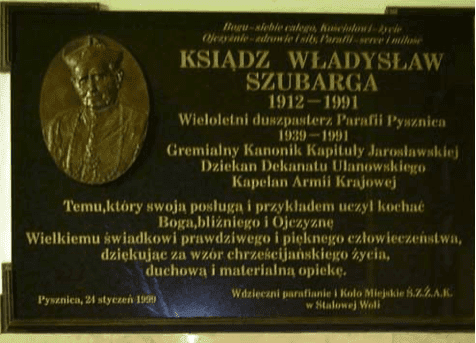 Bogu - siebie całego, Kościołowi - życie
Ojczyźnie - zdrowie i siły, Parafii - serce i miłość
KSIĄDZ WŁADYSŁAW
SZUBARGA
1912 – 1991
Wieloletni duszpasterz Parafii Pysznica
1939 – 1991
Gremialny Kanonik Kapituły Jarosławskiej
Dziekan Dekanatu Ulanowskiego
Kapelan Armii Krajowej
Temu,który swoją posługą i przykładem uczył kochać
Boga,bliźniego i Ojczyznę
Wielkiemu świadkowi prawdziwego i pięknego człowieczeństwa,
dziękując za wzór chrześcijańskiego życia,
duchową i materialną opiekę.
Pysznica, 24 styczeń 1999
Wdzięczni parafianie i Koło Miejskie Ś.Z.Ż.A.K.
w Stalowej Woli